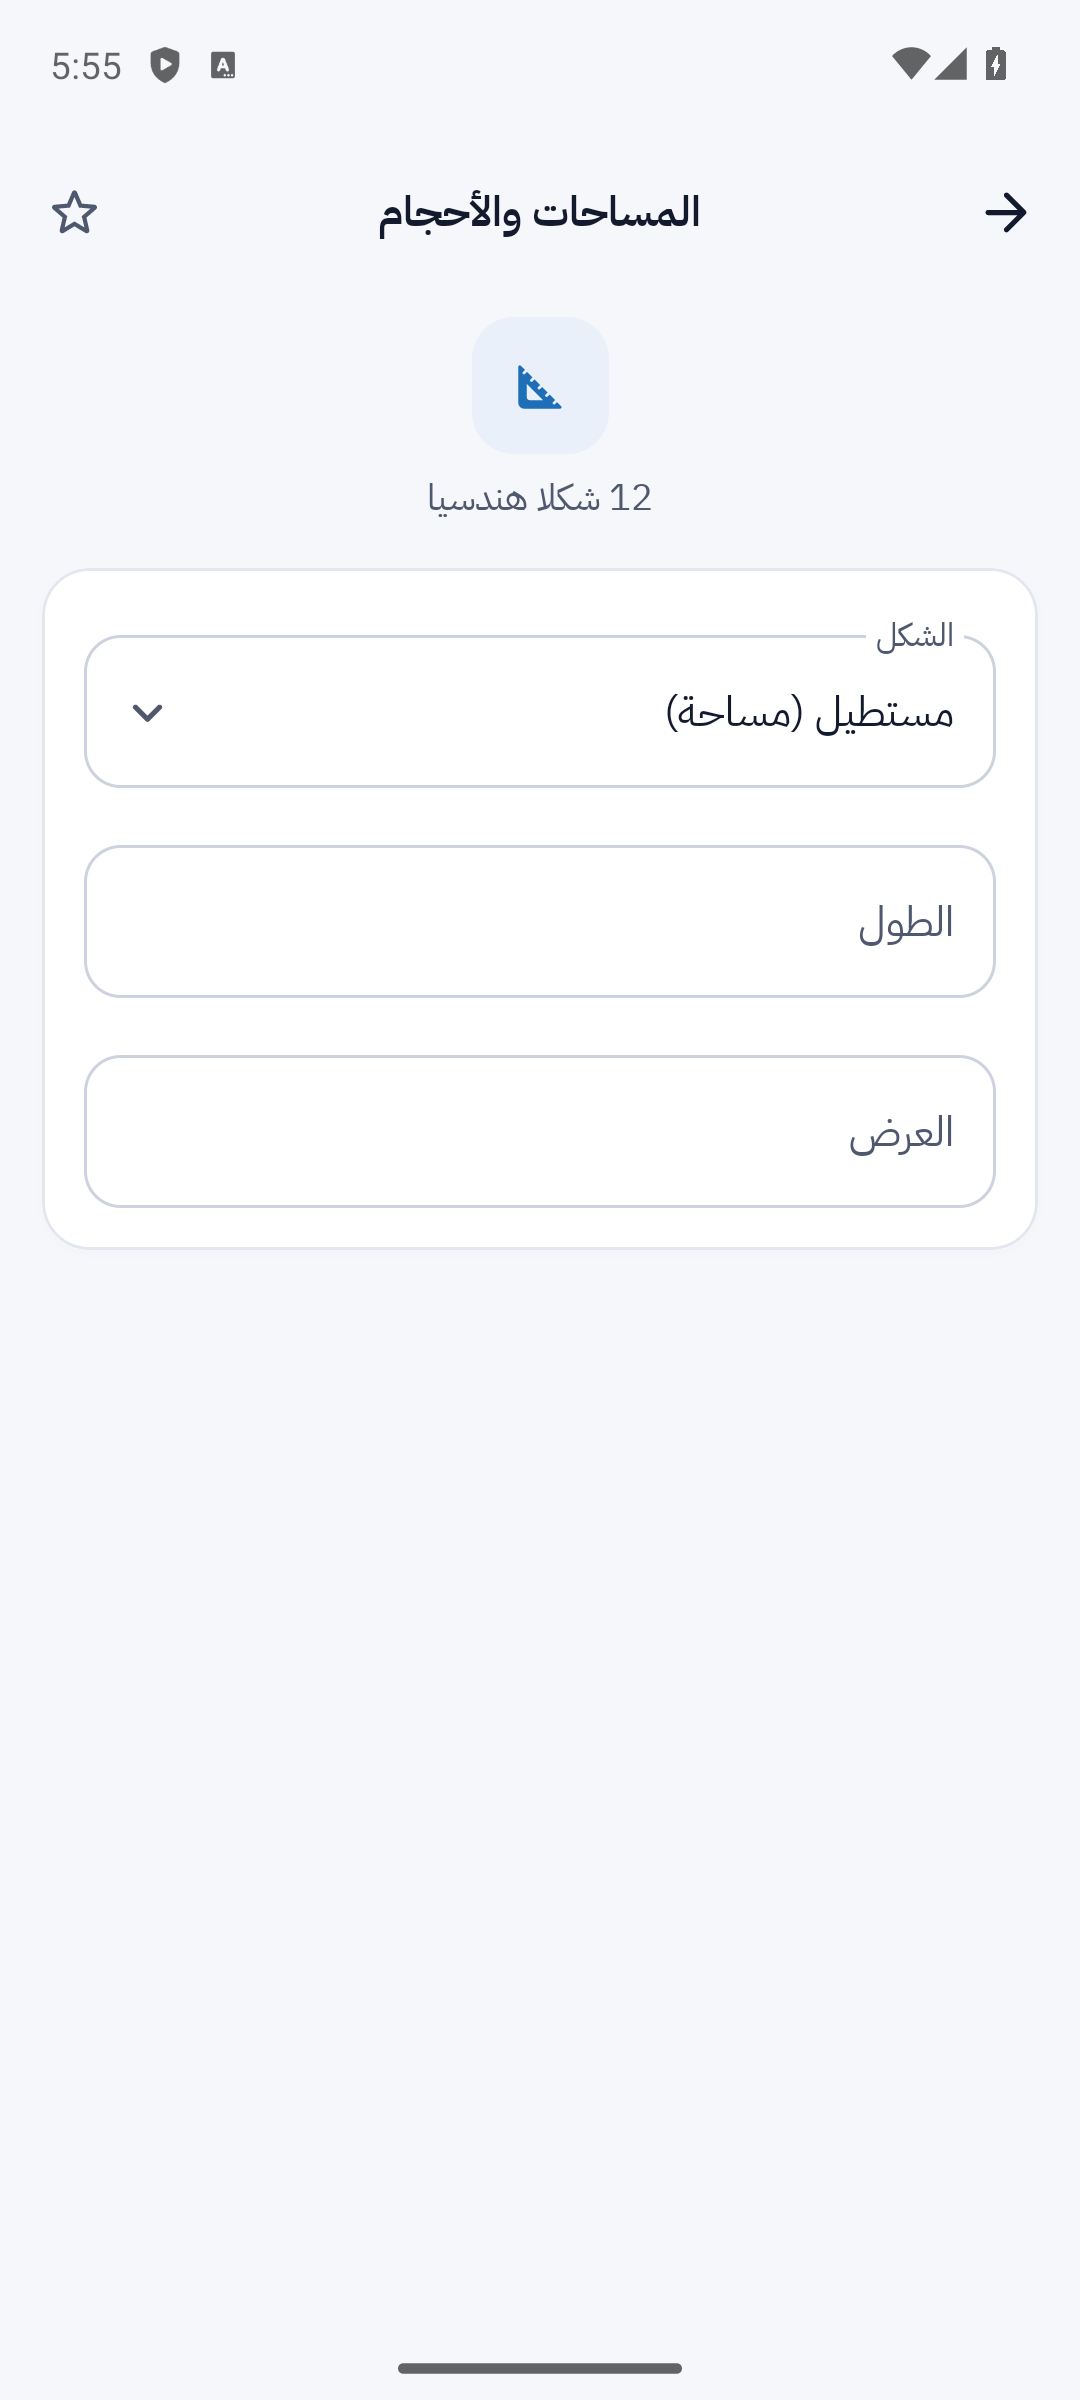 5:55
المساحات والأحجام
12 شكلا هندسيا
الشكل
مستطيل (مساحة)
الطول
العرض